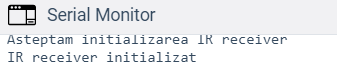 Serial Monitor
Asteptam initializarea IR receiver
IR receiver initializat